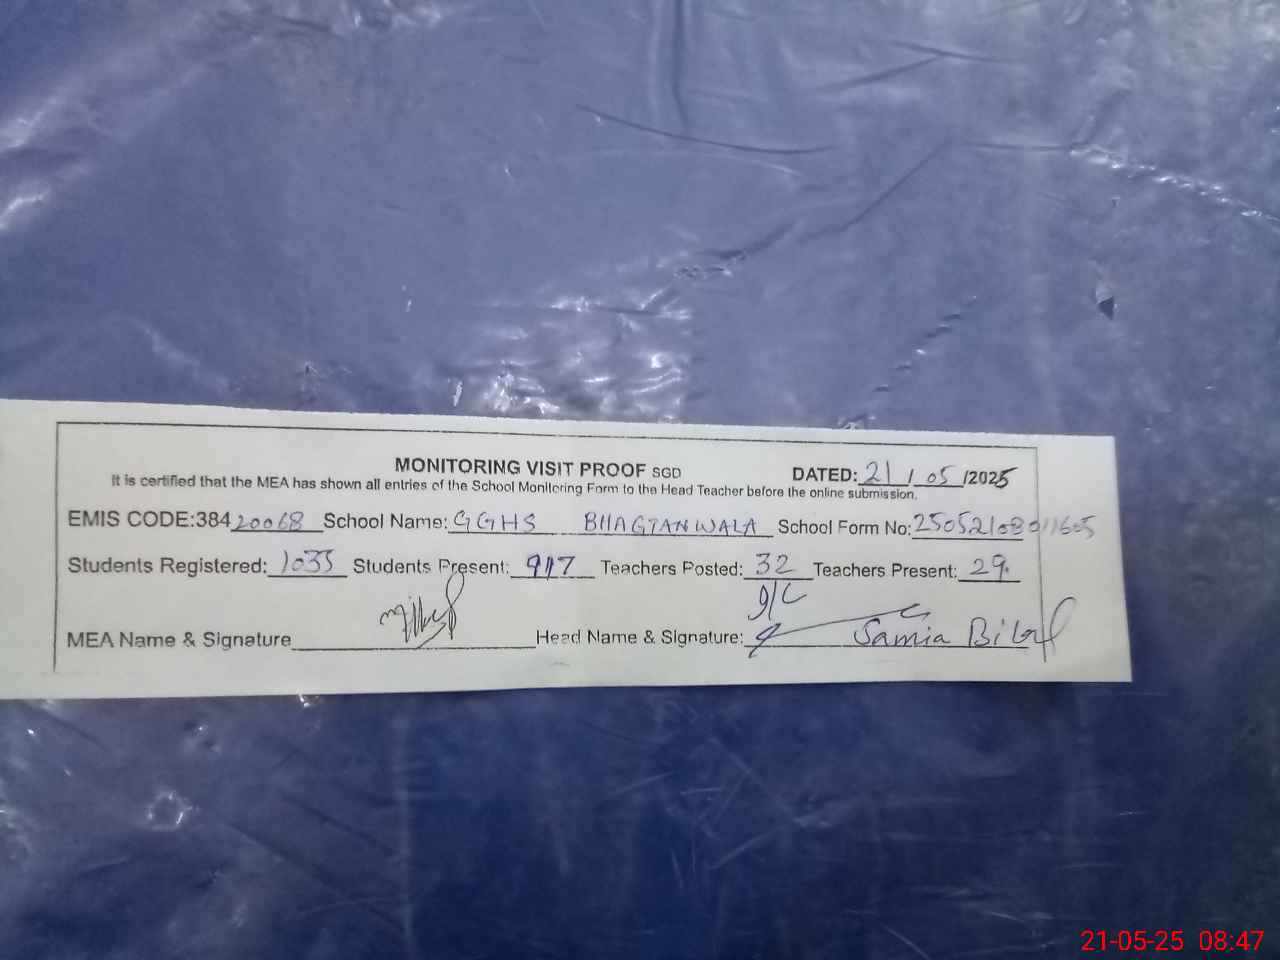 MONITORING VISIT PROOF SGD DATED: 21 / 05 /2025
It is certified that the MEA has shown all entries of the School Monitoring Form to the Head Teacher before the online submission.
EMIS CODE:38420068 School Name: GGHS BHAGTANWALA School Form No: 250521080911605
Students Registered: 1035 Students Present: 917 Teachers Posted: 32 Teachers Present: 29
I/C
MEA Name & Signature Head Name & Signature: Samia Bilal
21-05-25 08:47